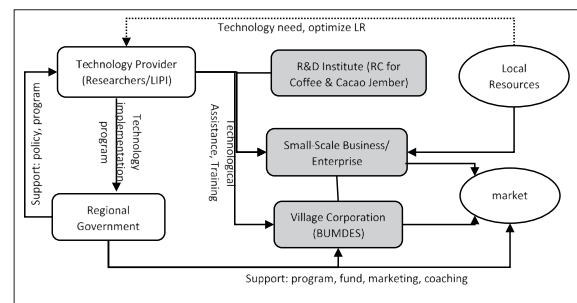 Technology need, optimize LR
Technology Provider
(Researchers/LIPI)
R&D Institute (RC for
Coffee & Cacao Jember)
Local
Resources
Support: policy, program
Technology
implementation
program
Technological
Assistance, Training
Small-Scale Business/
Enterprise
Regional
Government
Village Corporation
(BUMDES)
market
Support: program, fund, marketing, coaching